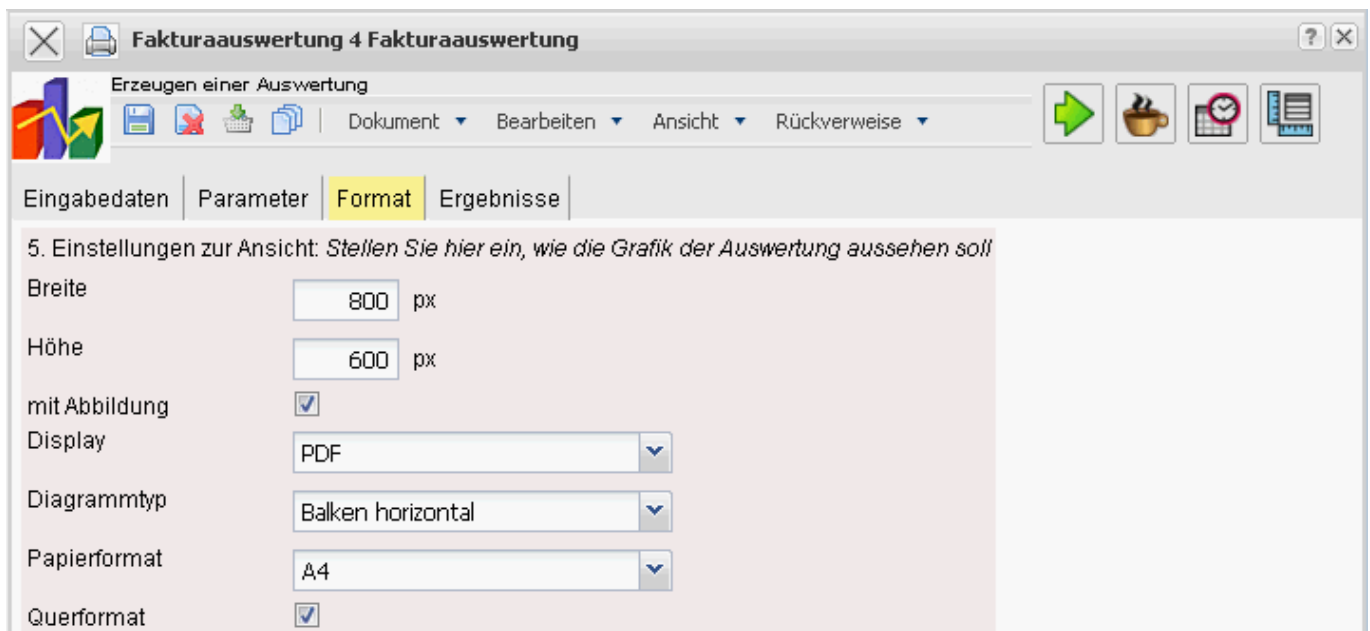 Fakturaauswertung 4 Fakturaauswertung
Erzeugen einer Auswertung
Dokument Bearbeiten Ansicht Rückverweise
Eingabedaten Parameter Format Ergebnisse
5. Einstellungen zur Ansicht: Stellen Sie hier ein, wie die Grafik der Auswertung aussehen soll
Breite 800 px
Höhe 600 px
mit Abbildung
Display PDF
Diagrammtyp Balken horizontal
Papierformat A4
Querformat